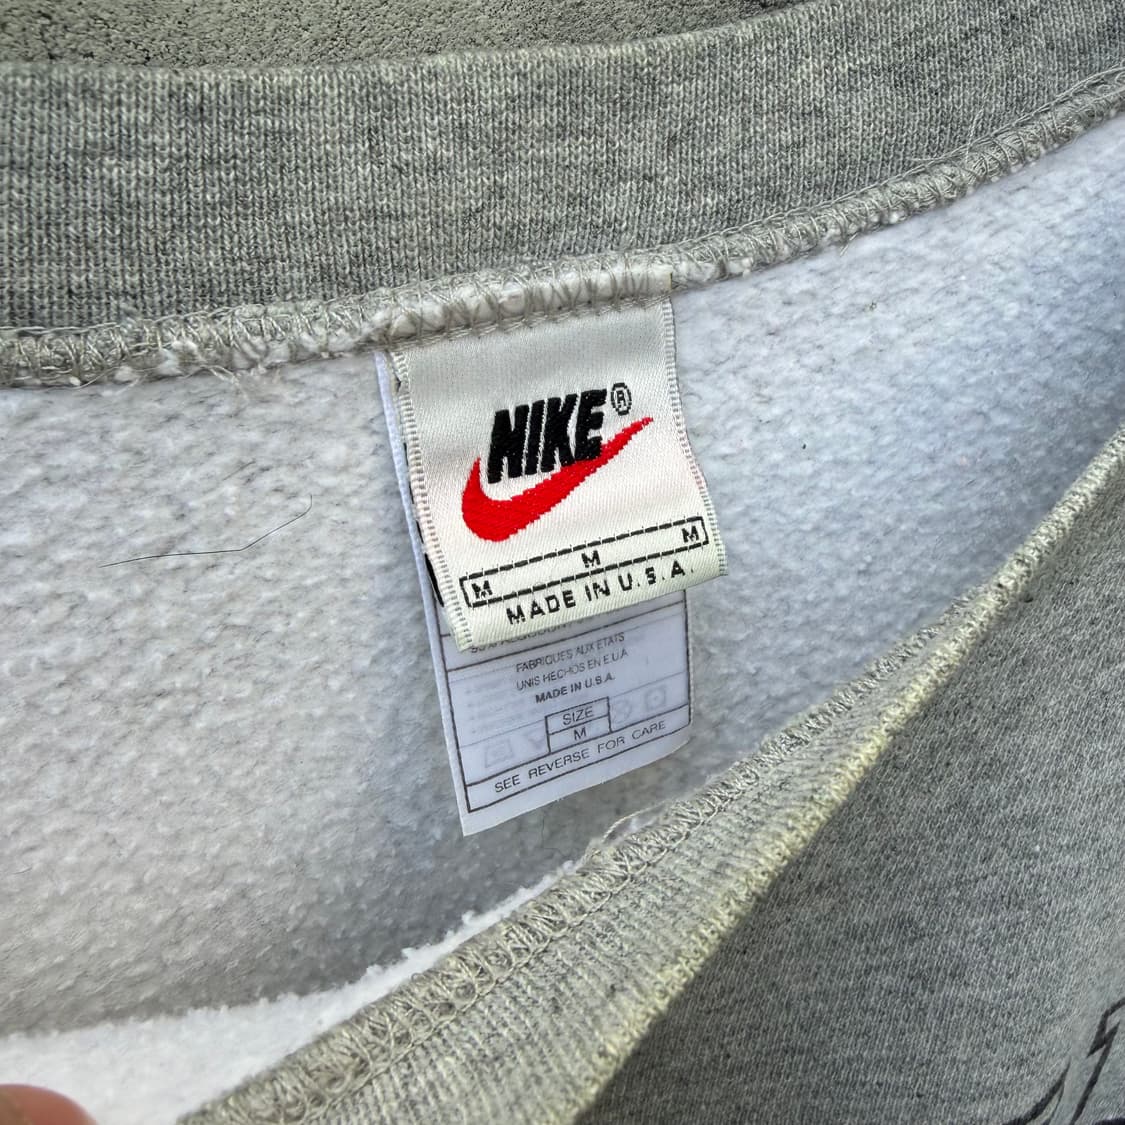 NIKE®
M M M
MADE IN U.S.A.
FABRIQUES AUX ETATS
UNIS HECHOS EN E.U.A
MADE IN U.S.A.
SIZE
M
SEE REVERSE FOR CARE